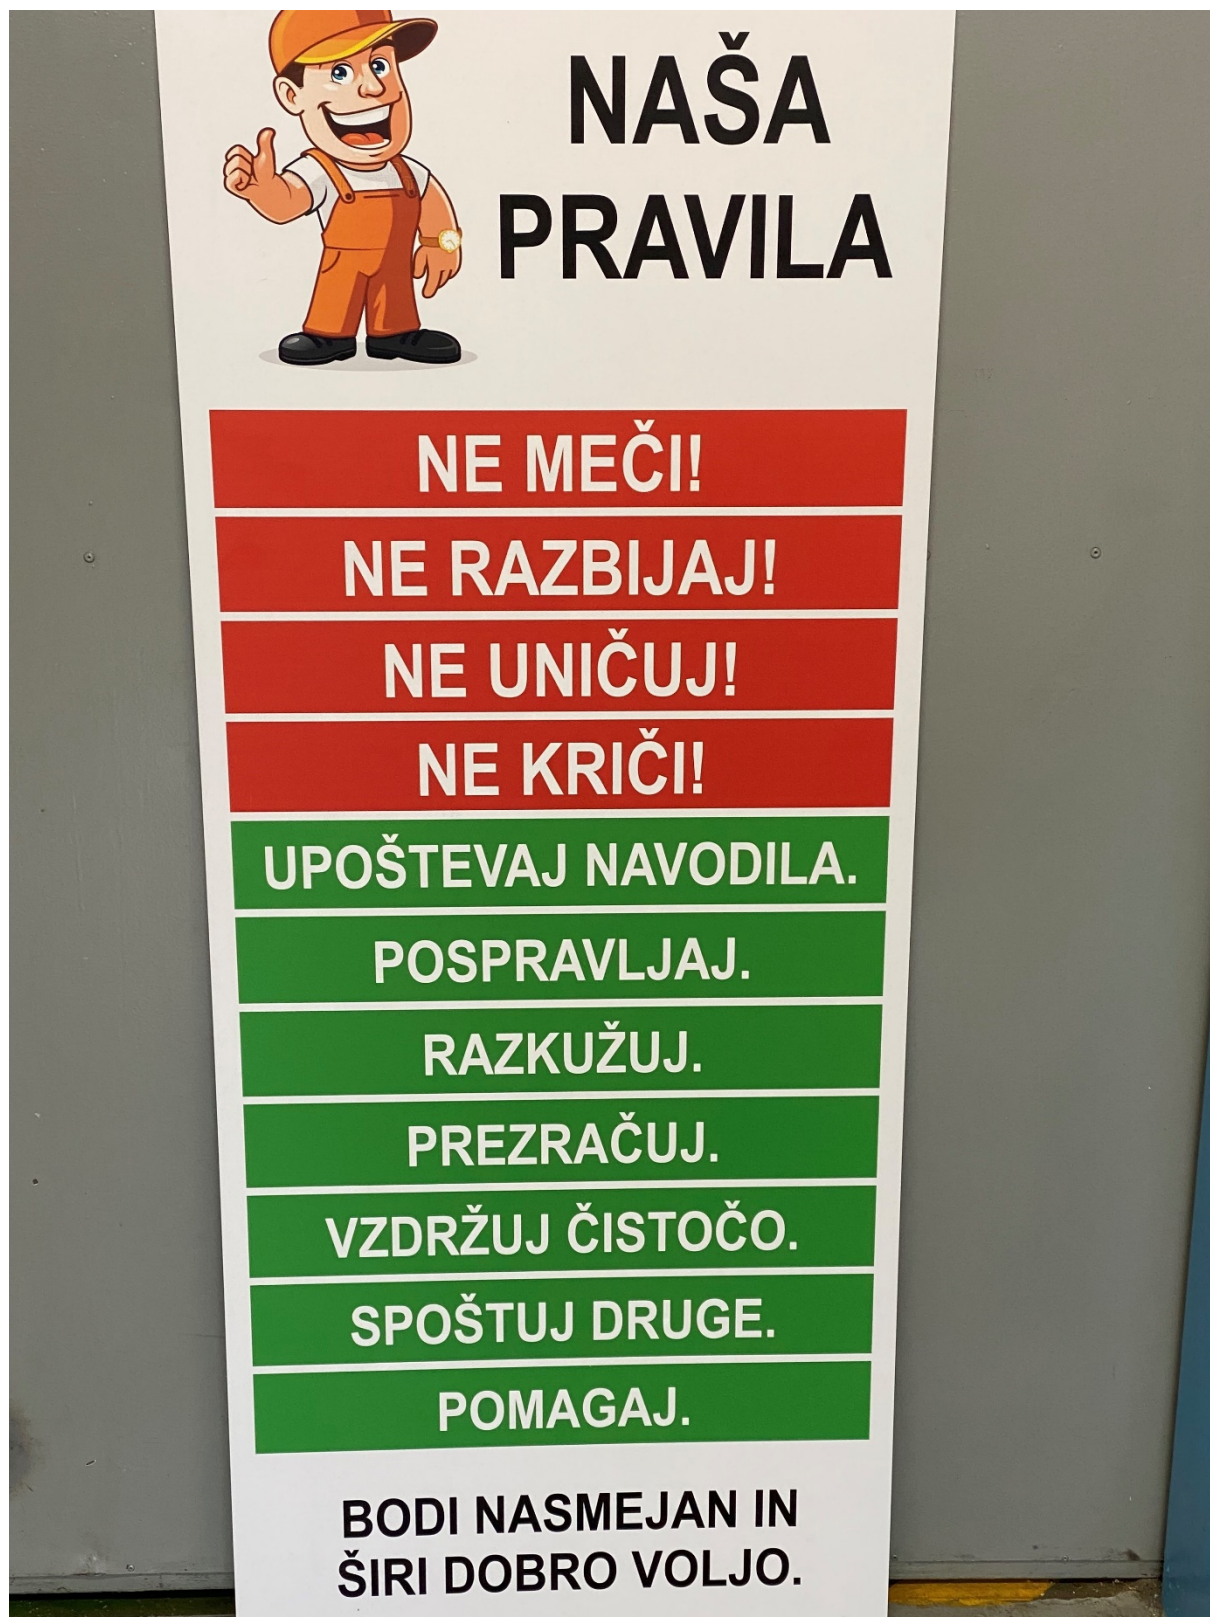 NAŠA
PRAVILA
NE MEČI!
NE RAZBIJAJ!
NE UNIČUJ!
NE KRIČI!
UPOŠTEVAJ NAVODILA.
POSPRAVLJAJ.
RAZKUŽUJ.
PREZRAČUJ.
VZDRŽUJ ČISTOČO.
SPOŠTUJ DRUGE.
POMAGAJ.
BODI NASMEJAN IN
ŠIRI DOBRO VOLJO.